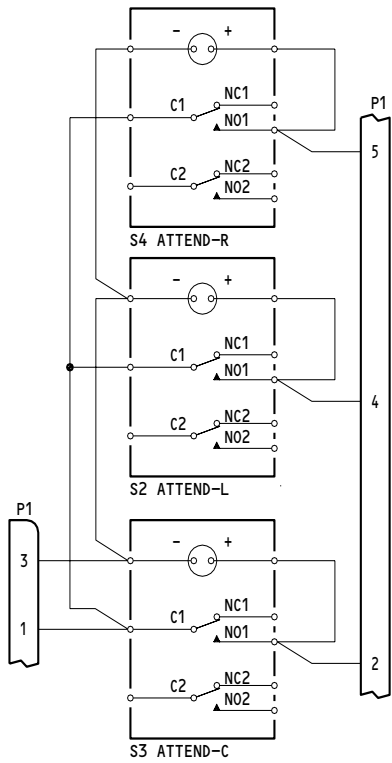 - +
C1 NC1
NO1
C2 NC2
NO2
S4 ATTEND-R
P1
5
- +
C1 NC1
NO1
C2 NC2
NO2
S2 ATTEND-L
4
P1
3
1
- +
C1 NC1
NO1
C2 NC2
NO2
S3 ATTEND-C
2